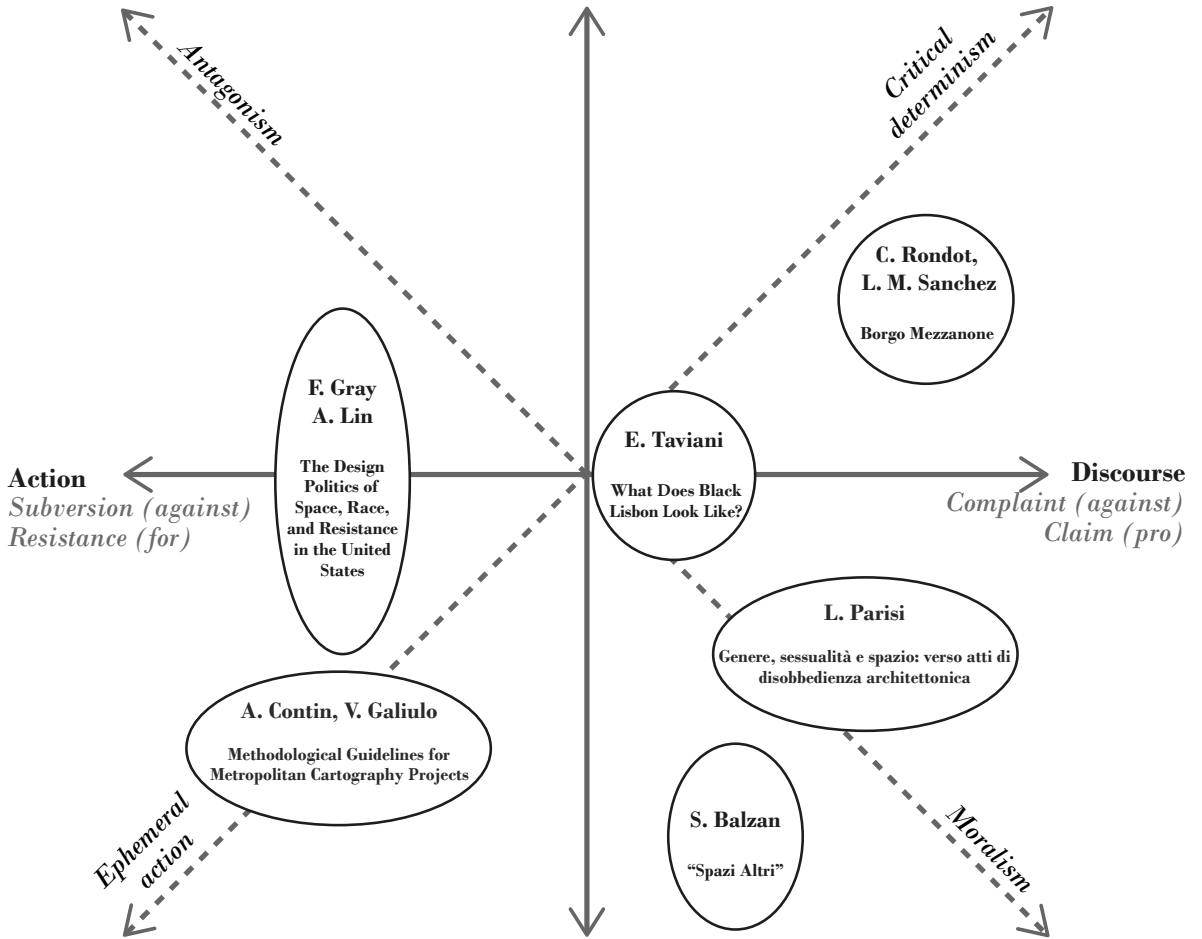 Antagonism
Critical
determinism
C. Rondot,
L. M. Sanchez
Borgo Mezzanone
F. Gray
A. Lin
The Design
Politics of
Space, Race,
and Resistance
in the United
States
E. Taviani
What Does Black
Lisbon Look Like?
Action
Subversion (against)
Resistance (for)
Discourse
Complaint (against)
Claim (pro)
L. Parisi
Genere, sessualità e spazio: verso atti di
disobbedienza architettonica
A. Contin, V. Galiulo
Methodological Guidelines for
Metropolitan Cartography Projects
S. Balzan
“Spazi Altri”
Ephemeral
action
Moralism